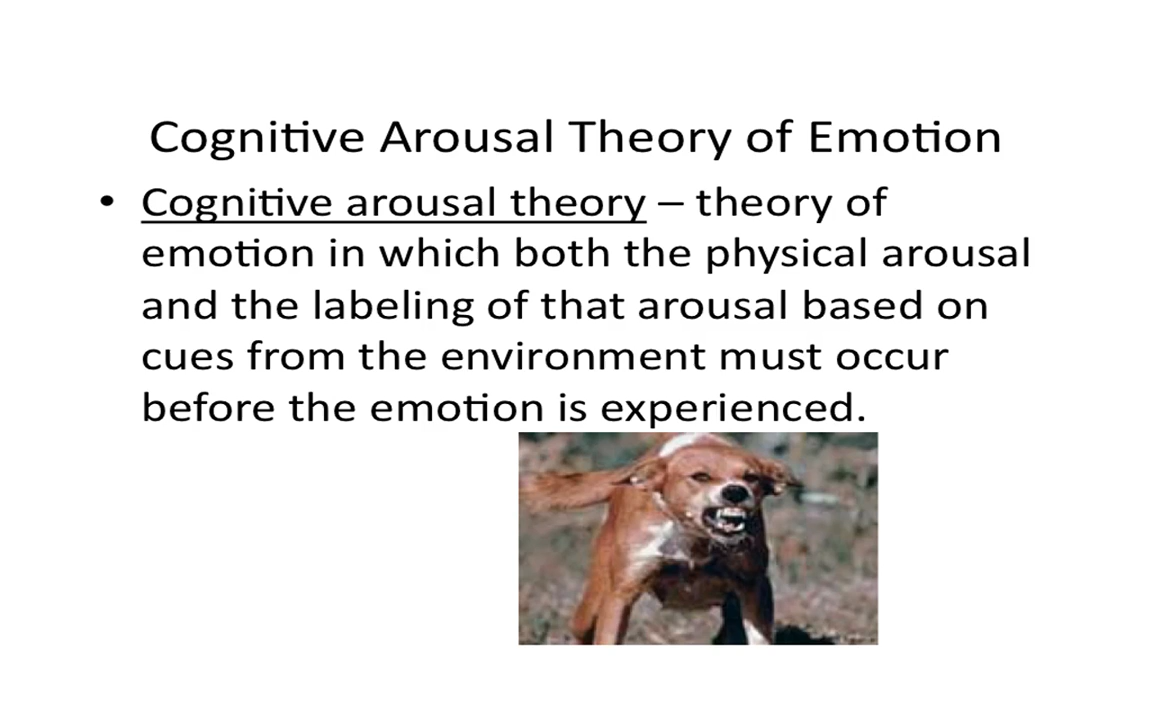 Cognitive Arousal Theory of Emotion
• Cognitive arousal theory – theory of
emotion in which both the physical arousal
and the labeling of that arousal based on
cues from the environment must occur
before the emotion is experienced.